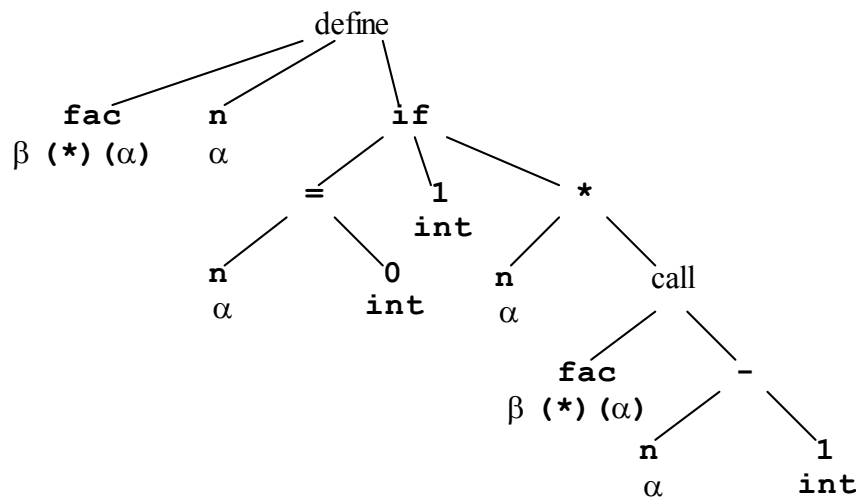 define
fac n if
β (*)(α) α
= 1 *
int
n 0 n call
α int α
fac -
β (*)(α)
n 1
α int